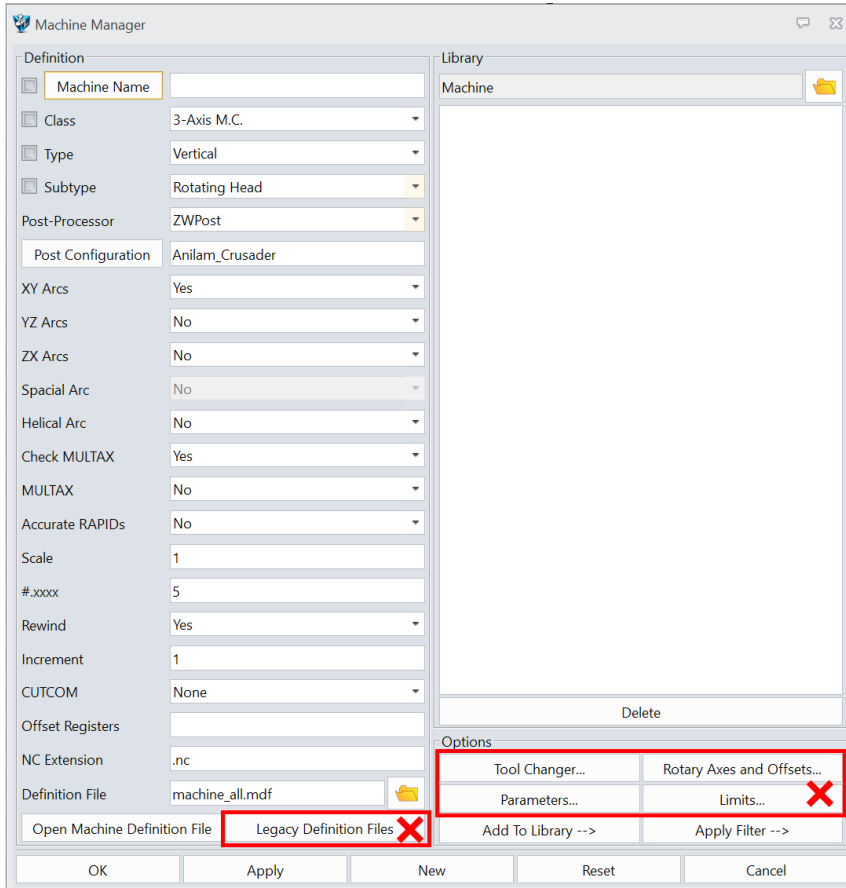 Machine Manager
Definition
Machine Name
Class 3-Axis M.C.
Type Vertical
Subtype Rotating Head
Post-Processor ZWPost
Post Configuration Anilam_Crusader
XY Arcs Yes
YZ Arcs No
ZX Arcs No
Spacial Arc No
Helical Arc No
Check MULTAX Yes
MULTAX No
Accurate RAPIDs No
Scale 1
#.xxxx 5
Rewind Yes
Increment 1
CUTCOM None
Offset Registers
NC Extension .nc
Definition File machine_all.mdf
Open Machine Definition File Legacy Definition Files
Library
Machine
Delete
Options
Tool Changer... Rotary Axes and Offsets...
Parameters... Limits...
Add To Library --> Apply Filter -->
OK Apply New Reset Cancel